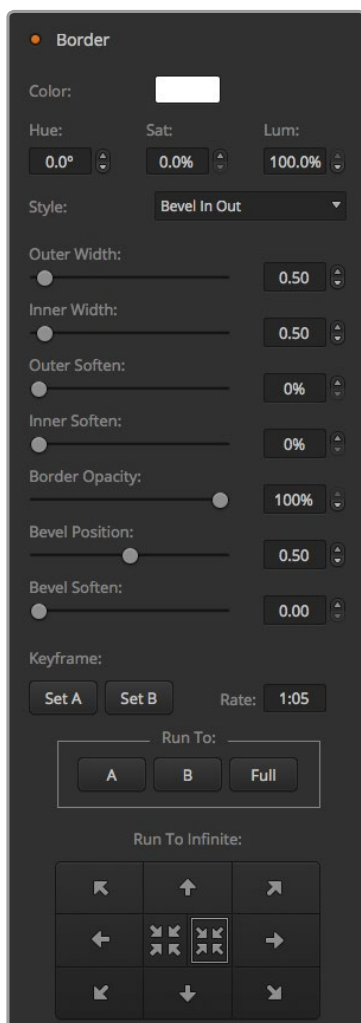 Border
Color:
Hue: Sat: Lum:
0.0° 0.0% 100.0%
Style: Bevel In Out
Outer Width:
0.50
Inner Width:
0.50
Outer Soften:
0%
Inner Soften:
0%
Border Opacity:
100%
Bevel Position:
0.50
Bevel Soften:
0.00
Keyframe:
Set A Set B Rate: 1:05
Run To:
A B Full
Run To Infinite: